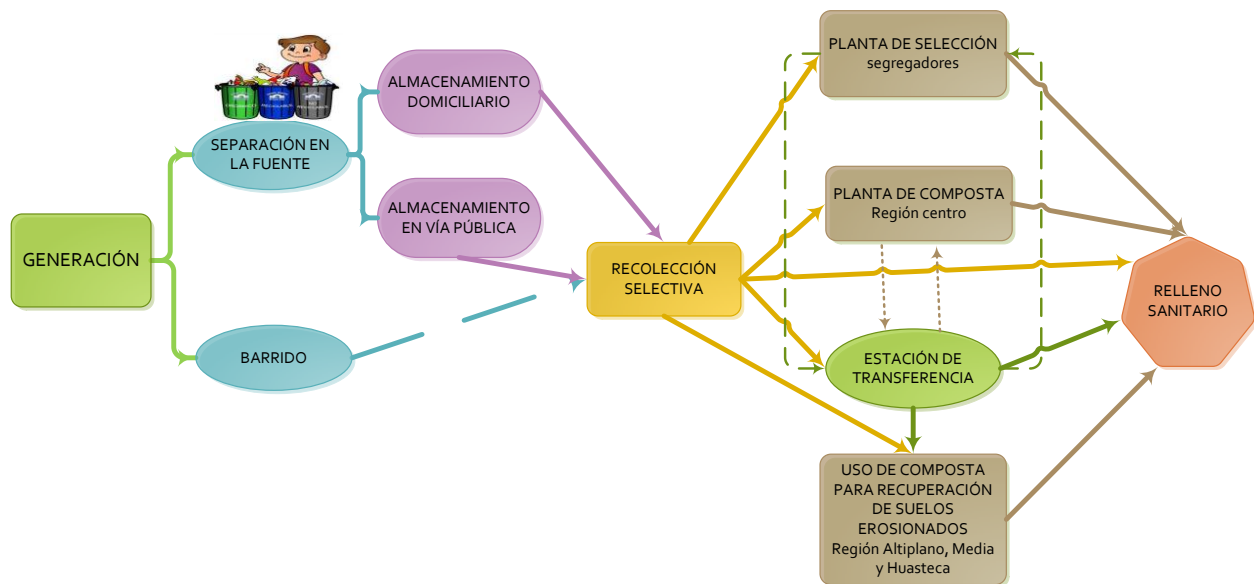 GENERACIÓN
SEPARACIÓN EN
LA FUENTE
BARRIDO
ALMACENAMIENTO
DOMICILIARIO
ALMACENAMIENTO
EN VÍA PÚBLICA
RECOLECCIÓN
SELECTIVA
PLANTA DE SELECCIÓN
segregadores
PLANTA DE COMPOSTA
Región centro
ESTACIÓN DE
TRANSFERENCIA
USO DE COMPOSTA
PARA RECUPERACIÓN
DE SUELOS
EROSIONADOS
Región Altiplano, Media
y Huasteca
RELLENO
SANITARIO